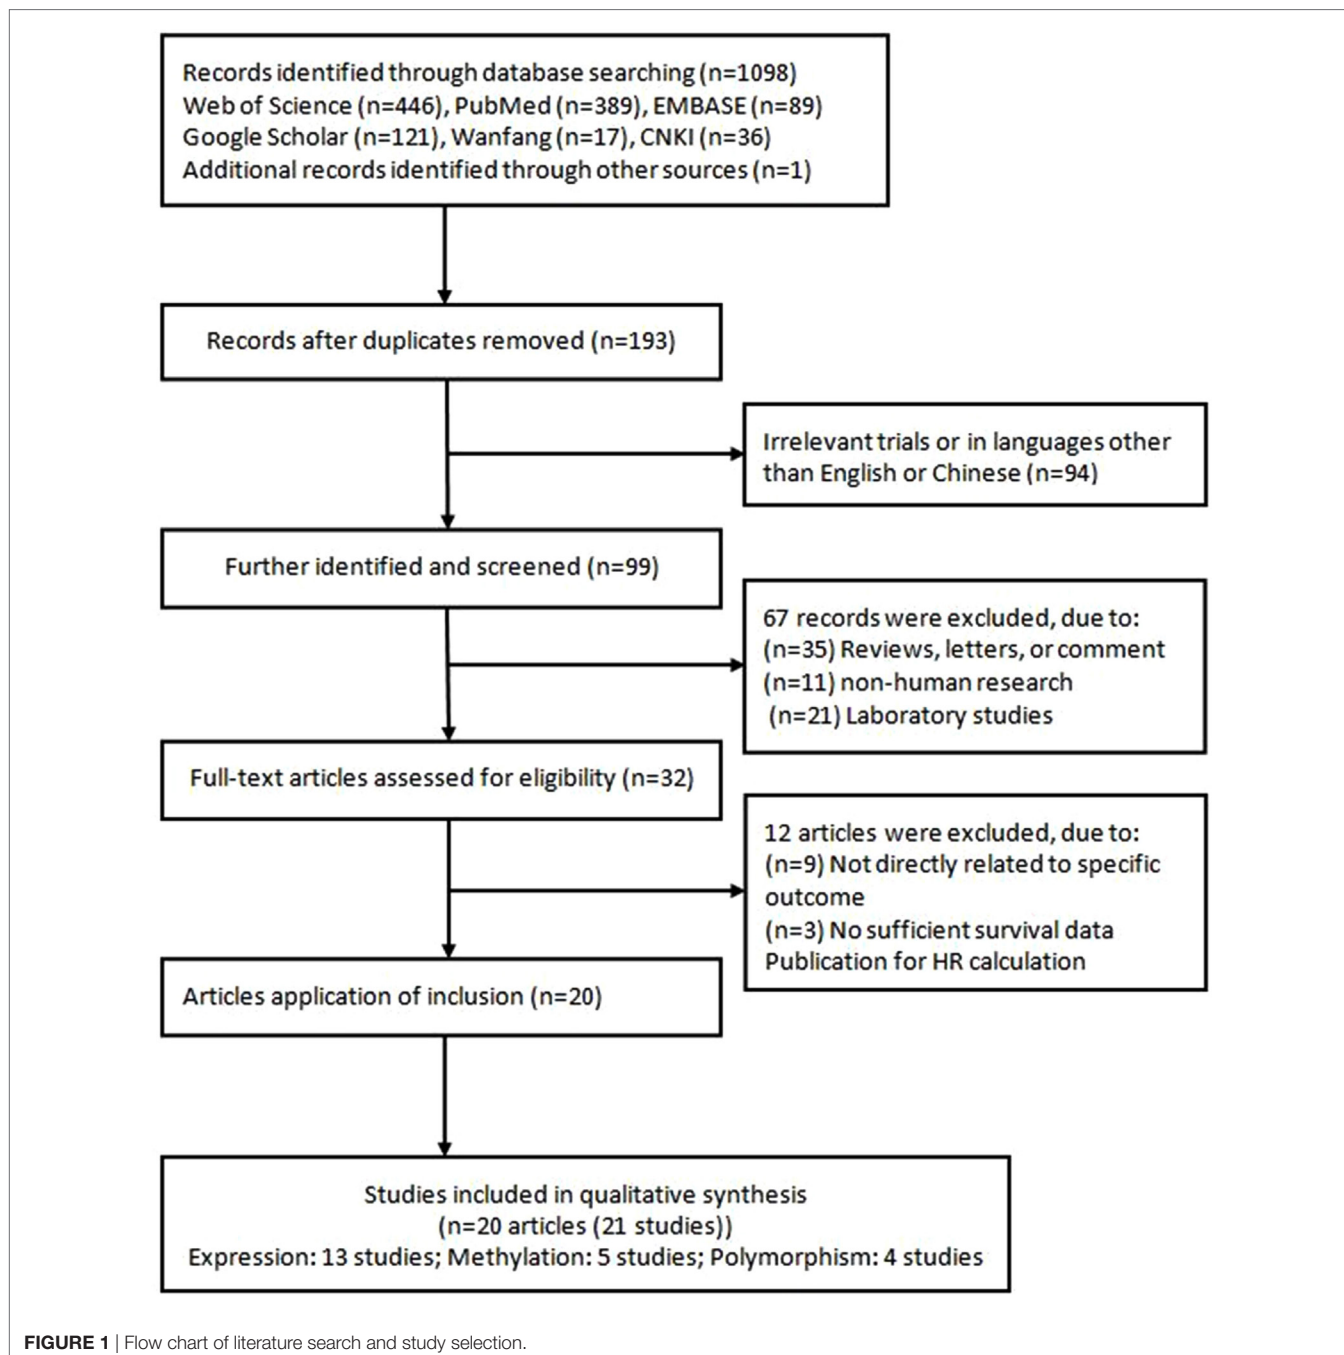 Records identified through database searching (n=1098)
Web of Science (n=446), PubMed (n=389), EMBASE (n=89)
Google Scholar (n=121), Wanfang (n=17), CNKI (n=36)
Additional records identified through other sources (n=1)
Records after duplicates removed (n=193)
Irrelevant trials or in languages other
than English or Chinese (n=94)
Further identified and screened (n=99)
67 records were excluded, due to:
(n=35) Reviews, letters, or comment
(n=11) non-human research
(n=21) Laboratory studies
Full-text articles assessed for eligibility (n=32)
12 articles were excluded, due to:
(n=9) Not directly related to specific
outcome
(n=3) No sufficient survival data
Publication for HR calculation
Articles application of inclusion (n=20)
Studies included in qualitative synthesis
(n=20 articles (21 studies))
Expression: 13 studies; Methylation: 5 studies; Polymorphism: 4 studies
FIGURE 1 | Flow chart of literature search and study selection.